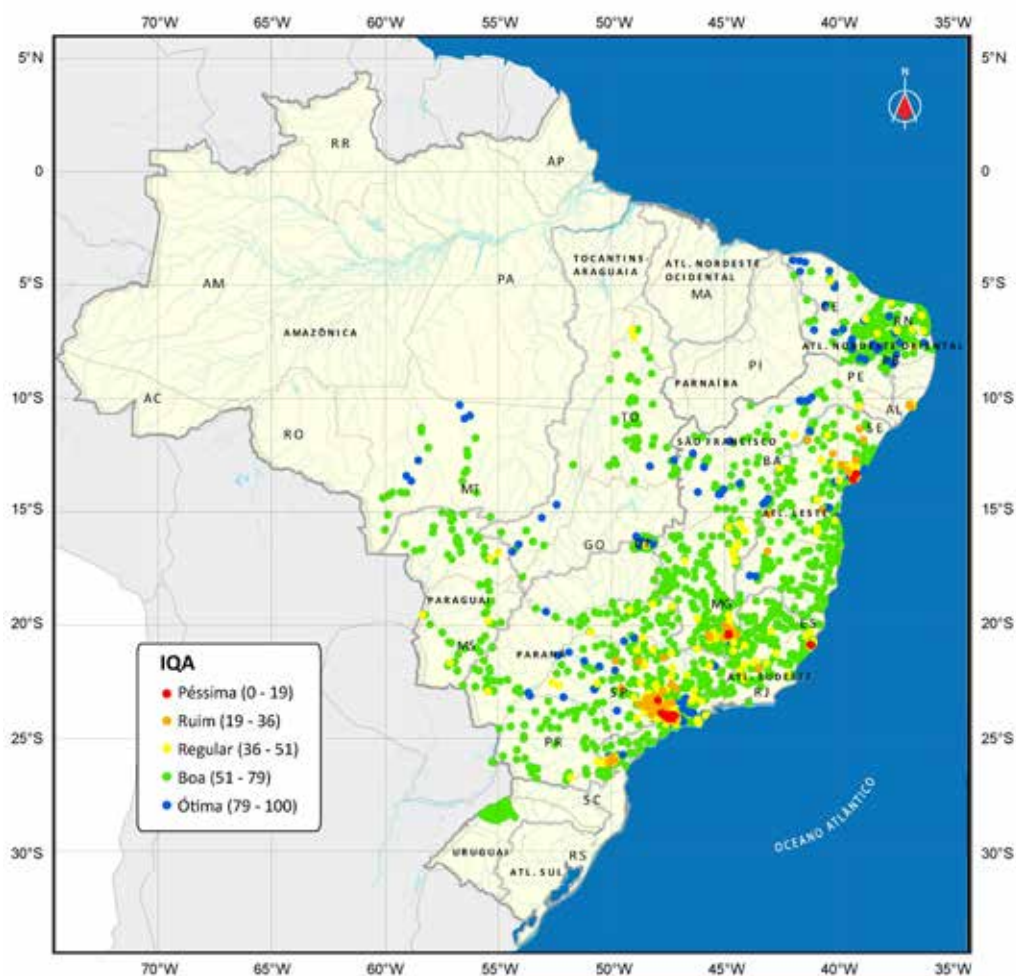 70°W 65°W 60°W 55°W 50°W 45°W 40°W 35°W
5°N 5°N
N
RR
AP
0 0
TOCANTINS-
ARAGUAIA
ATL. NORDESTE
OCIDENTAL
PA
MA
AM
5°S 5°S
CE
RN
AMAZÔNICA
ATL. NORDESTE ORIENTAL
PB
PI
PE
PARNAÍBA
AC
10°S 10°S
AL
TO
SE
RO
SÃO FRANCISCO
BA
MT
15°S 15°S
ATL. LESTE
GO
DF
PARAGUAI
MG
20°S 20°S
ES
MS
PARANÁ
ATL. SUDESTE
SP
RJ
IQA
Péssima (0 - 19)
Ruim (19 - 36)
Regular (36 - 51)
Boa (51 - 79)
Ótima (79 - 100)
25°S 25°S
PR
SC
OCEANO ATLÂNTICO
30°S 30°S
URUGUAI
RS
ATL. SUL
70°W 65°W 60°W 55°W 50°W 45°W 40°W 35°W